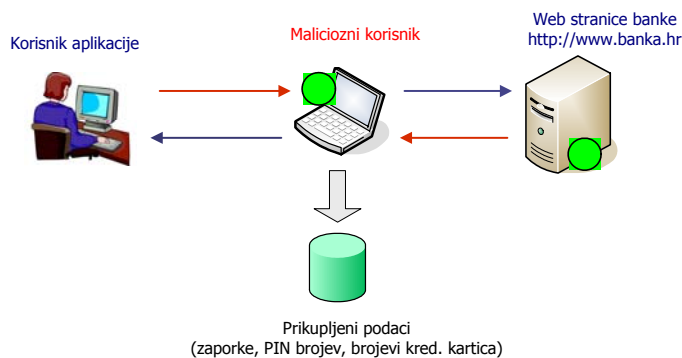 Korisnik aplikacije
Maliciozni korisnik
Web stranice banke
http://www.banka.hr
Prikupljeni podaci
(zaporke, PIN brojev, brojevi kred. kartica)